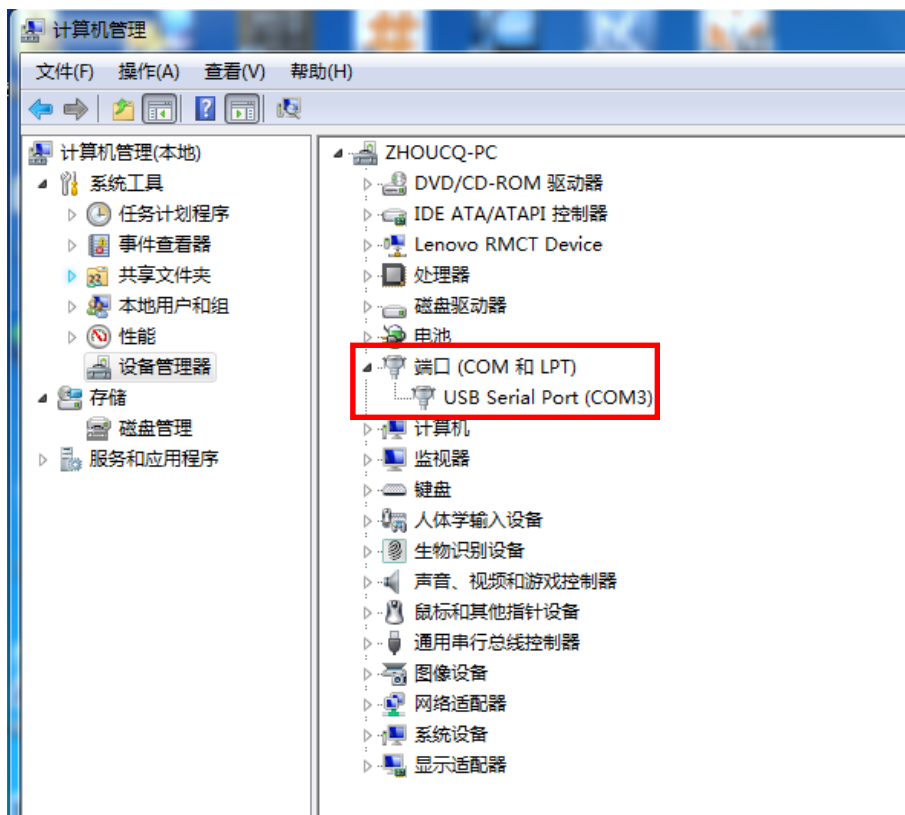 计算机管理
文件(F) 操作(A) 查看(V) 帮助(H)
计算机管理(本地)
系统工具
任务计划程序
事件查看器
共享文件夹
本地用户和组
性能
设备管理器
存储
磁盘管理
服务和应用程序
ZHOUCQ-PC
DVD/CD-ROM 驱动器
IDE ATA/ATAPI 控制器
Lenovo RMCT Device
处理器
磁盘驱动器
电池
端口 (COM 和 LPT)
USB Serial Port (COM3)
计算机
监视器
键盘
人体学输入设备
生物识别设备
声音、视频和游戏控制器
鼠标和其他指针设备
通用串行总线控制器
图像设备
网络适配器
系统设备
显示适配器